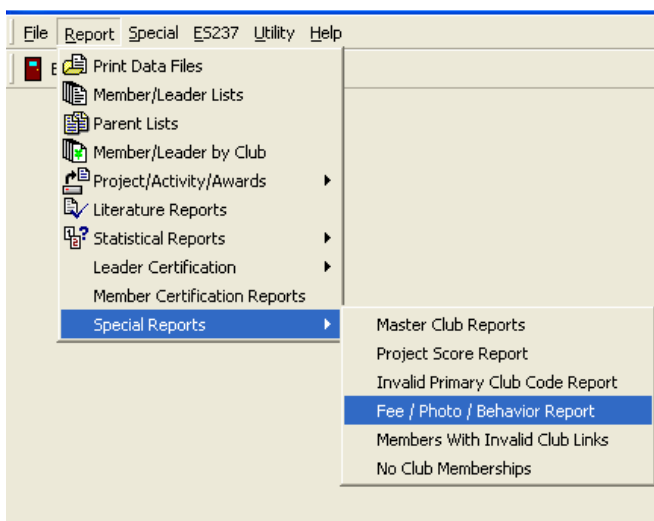 File Report Special ES237 Utility Help
E
Print Data Files
Member/Leader Lists
Parent Lists
Member/Leader by Club
Project/Activity/Awards
Literature Reports
Statistical Reports
Leader Certification
Member Certification Reports
Special Reports
Master Club Reports
Project Score Report
Invalid Primary Club Code Report
Fee / Photo / Behavior Report
Members With Invalid Club Links
No Club Memberships